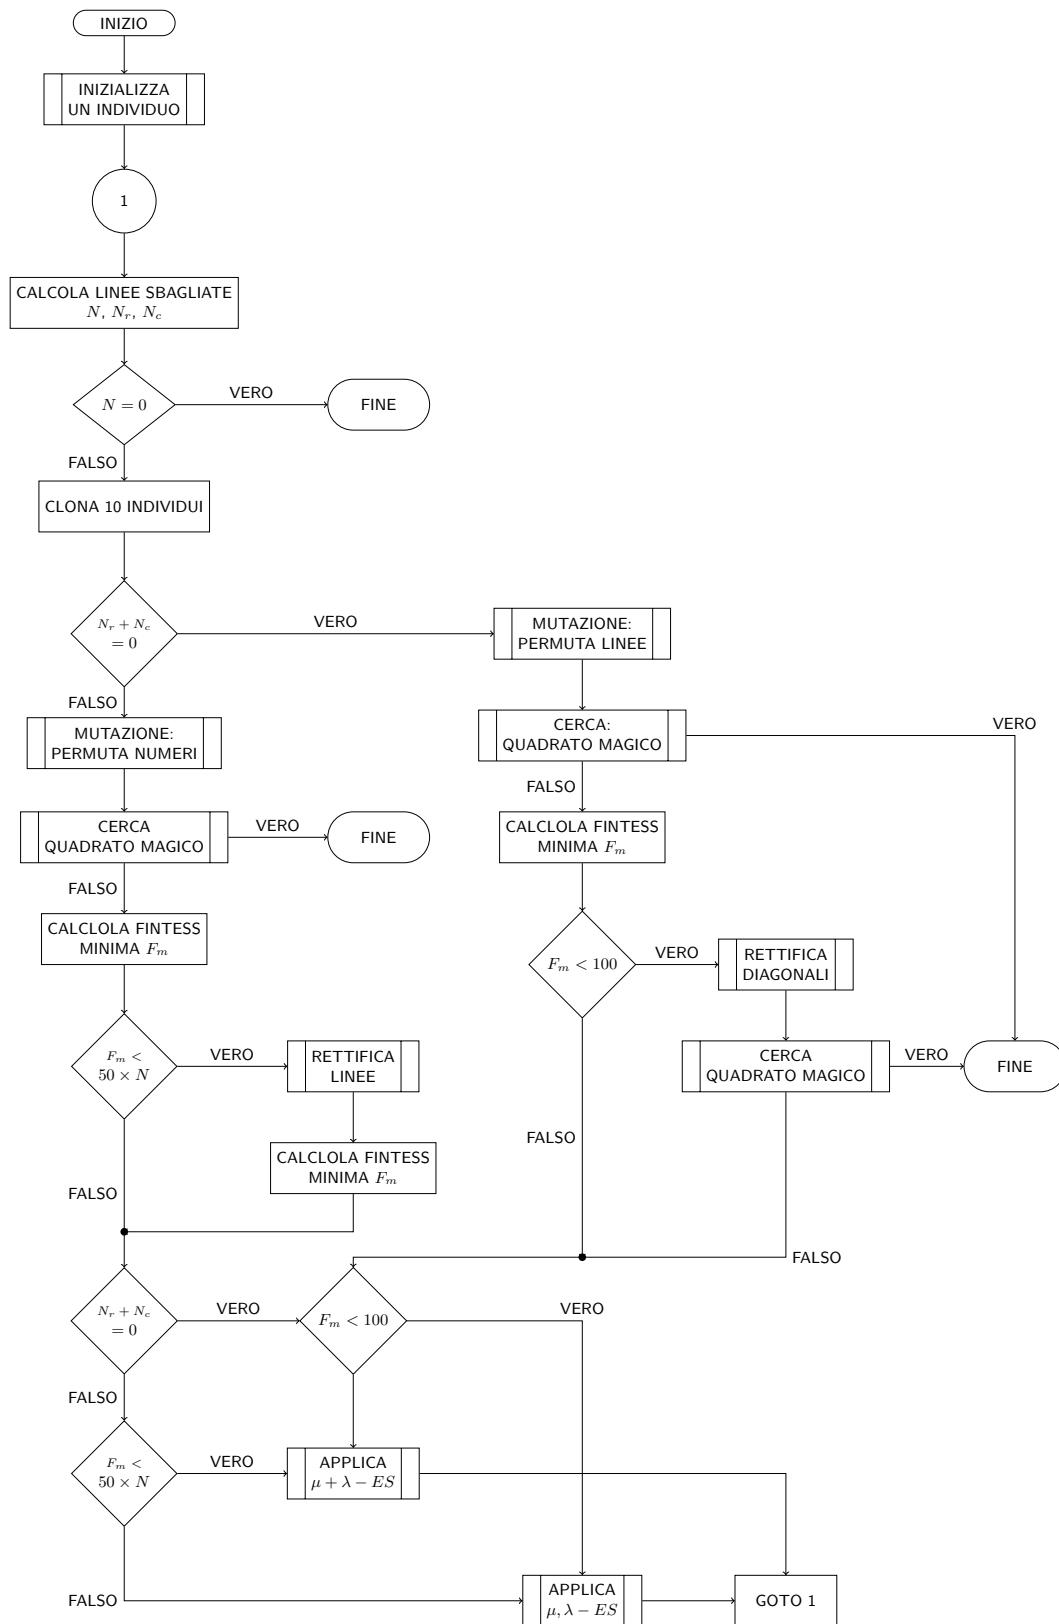 INIZIO
INIZIALIZZA
UN INDIVIDUO
1
CALCOLA LINEE SBAGLIATE
N, N_r, N_c
N = 0
VERO
FINE
FALSO
CLONA 10 INDIVIDUI
N_r + N_c
= 0
VERO
MUTAZIONE:
PERMUTA LINEE
FALSO
MUTAZIONE:
PERMUTA NUMERI
CERCA:
QUADRATO MAGICO
VERO
FALSO
CERCA
QUADRATO MAGICO
VERO
FINE
CALCLOLA FINTESS
MINIMA F_m
FALSO
CALCLOLA FINTESS
MINIMA F_m
F_m < 100
VERO
RETTIFICA
DIAGONALI
F_m <
50 × N
VERO
RETTIFICA
LINEE
CERCA
QUADRATO MAGICO
VERO
FINE
FALSO
CALCLOLA FINTESS
MINIMA F_m
FALSO
FALSO
N_r + N_c
= 0
VERO
F_m < 100
VERO
FALSO
F_m <
50 × N
VERO
APPLICA
μ + λ − ES
FALSO
APPLICA
μ, λ − ES
GOTO 1